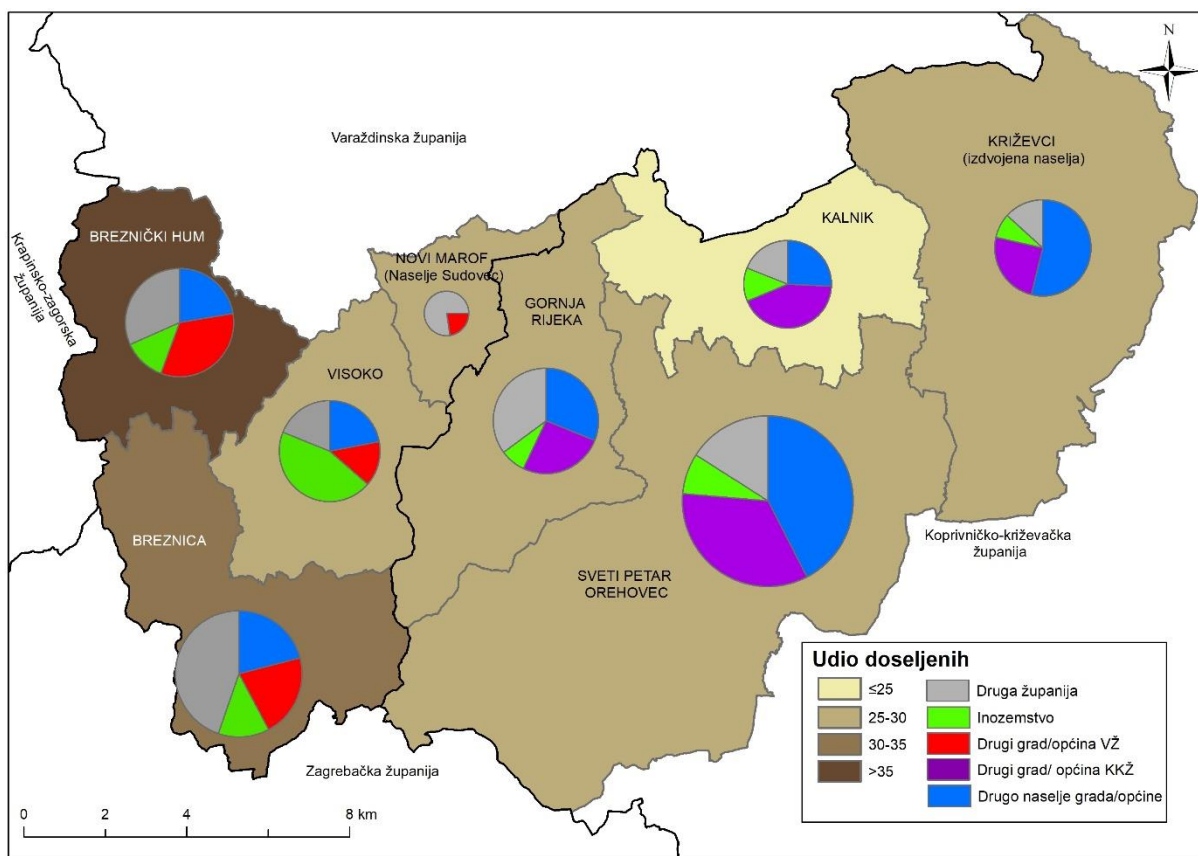 N
Varaždinska županija
KRIŽEVCI
(izdvojena naselja)
KALNIK
BREZNIČKI HUM
Krapinsko-zagorska
županija
NOVI MAROF
(Naselje Sudovec)
GORNJA
RIJEKA
VISOKO
BREZNICA
Koprivničko-križevačka
županija
SVETI PETAR
OREHOVEC
Zagrebačka županija
Udio doseljenih
≤25
25-30
30-35
>35
Druga županija
Inozemstvo
Drugi grad/općina VŽ
Drugi grad/ općina KKŽ
Drugo naselje grada/općine
0 2 4 8 km